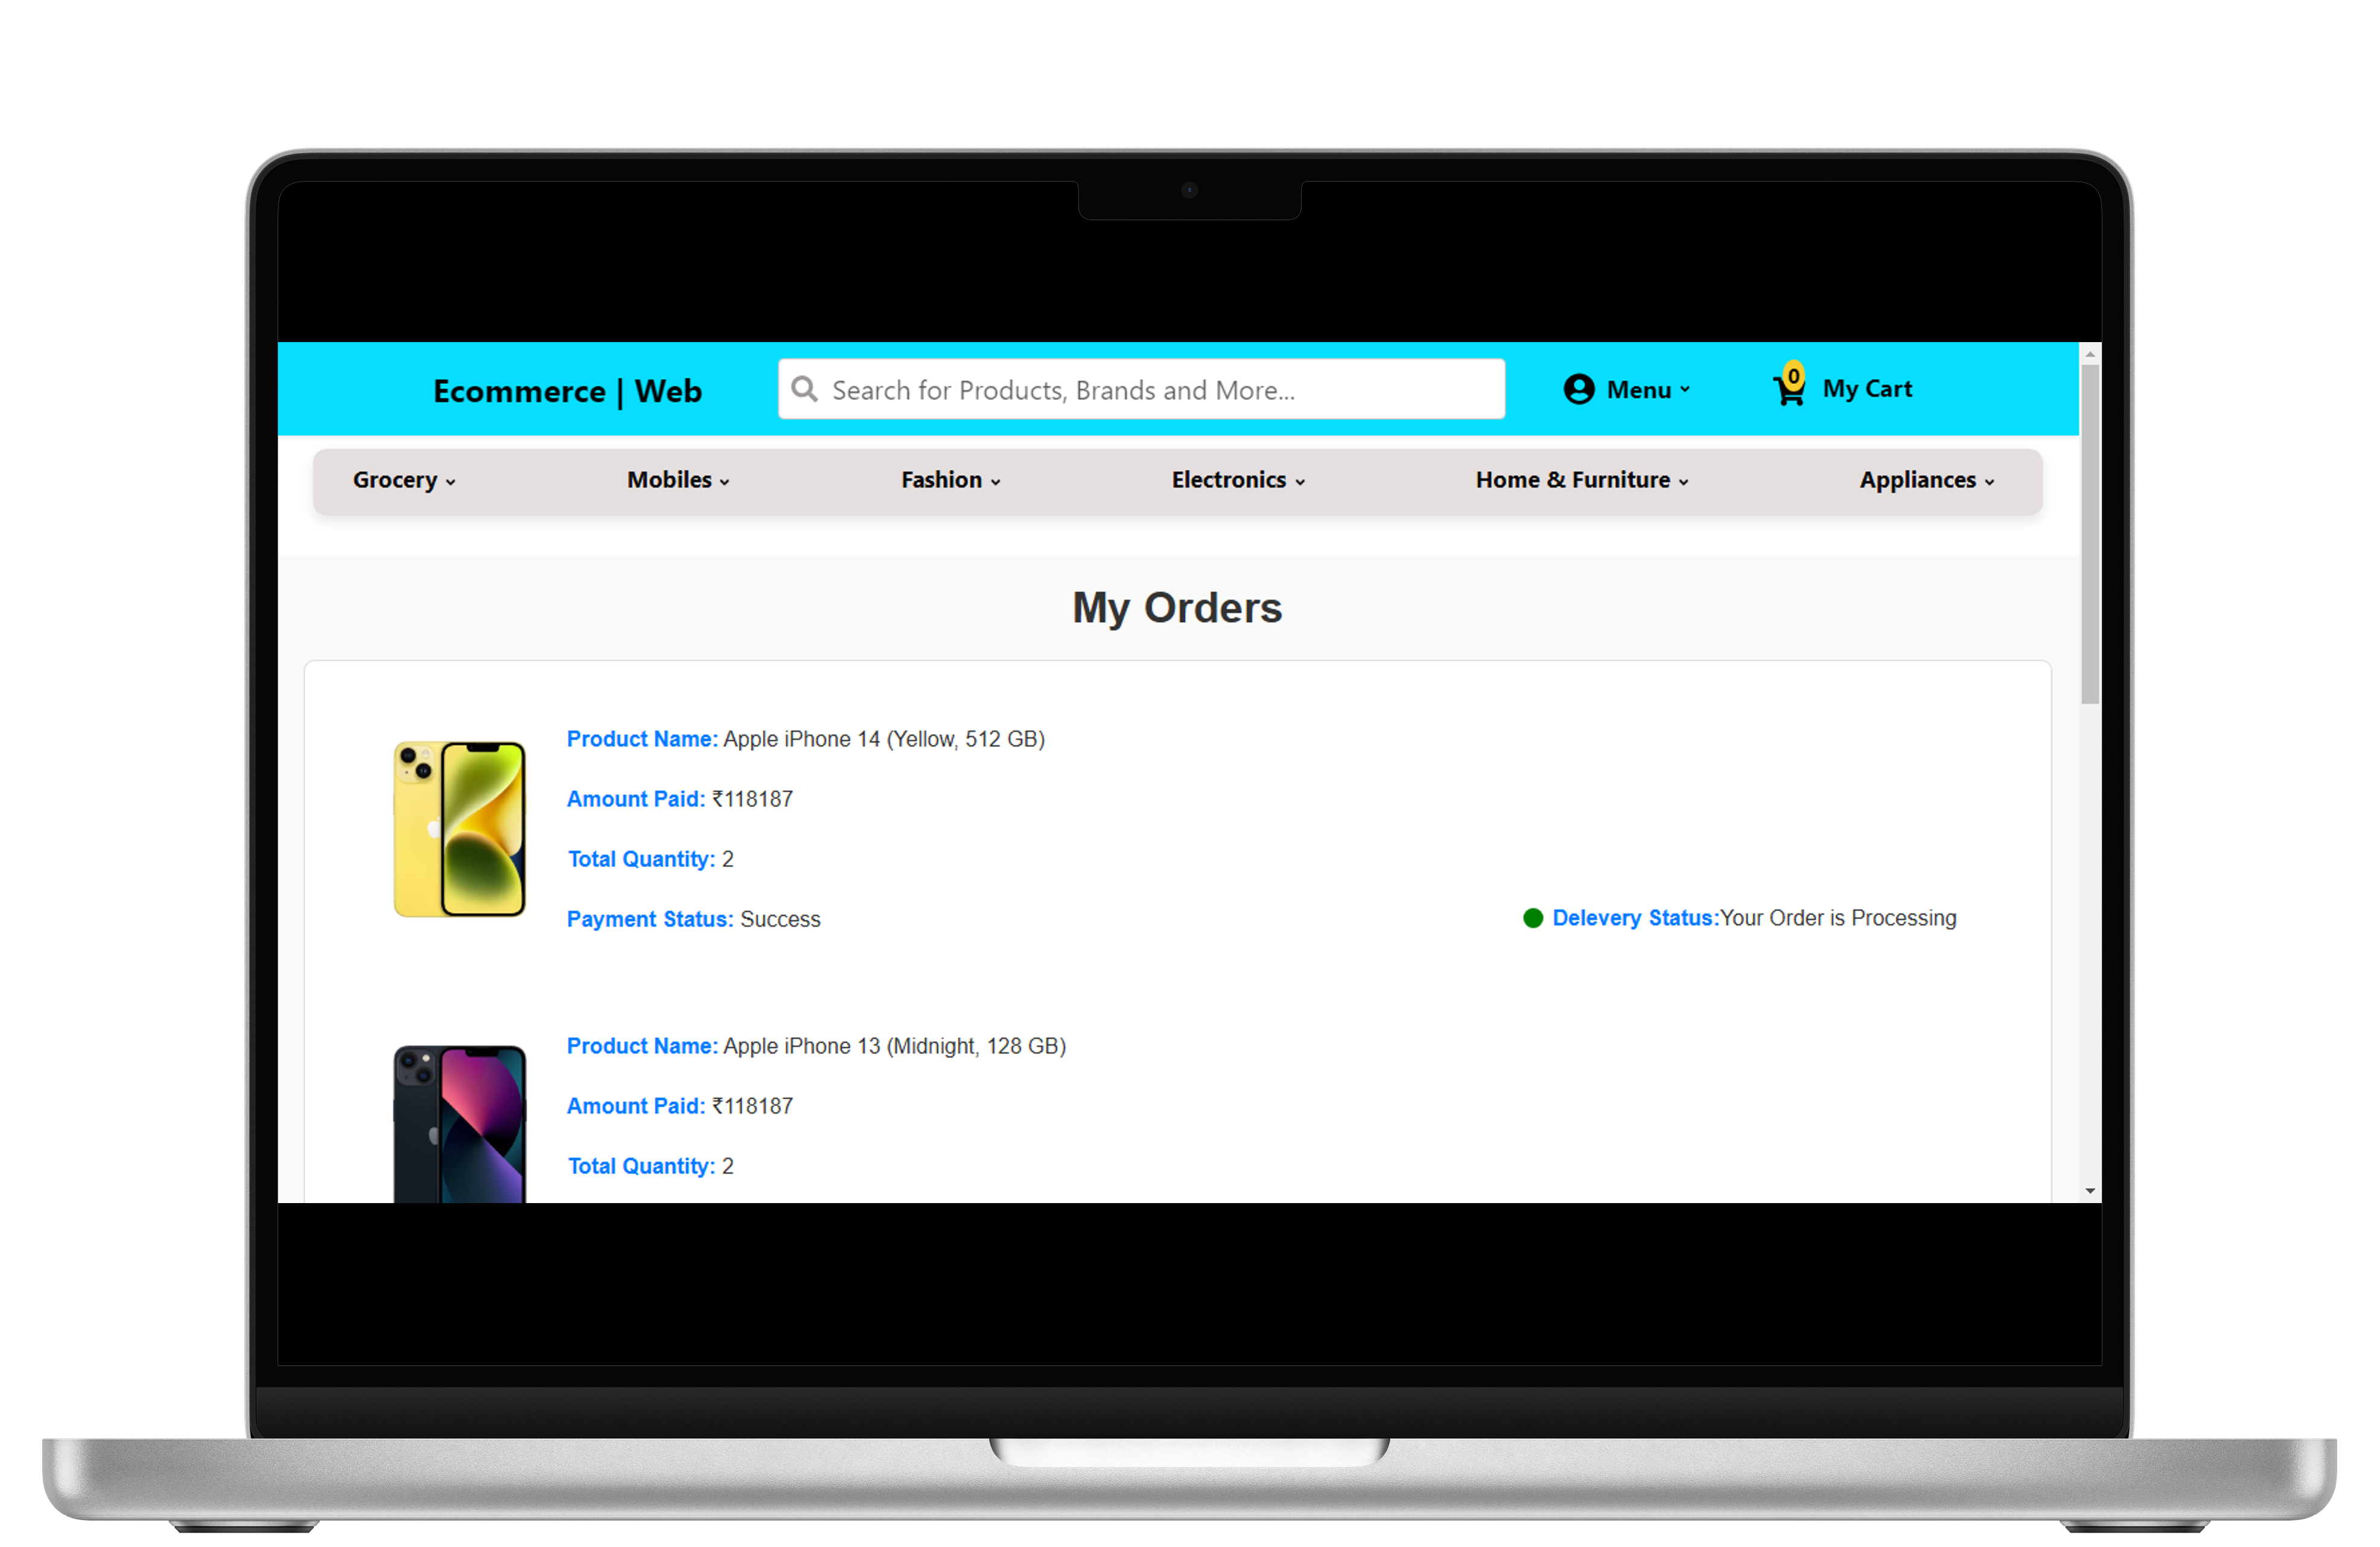 Ecommerce | Web
Search for Products, Brands and More...
Menu
0
My Cart
Grocery
Mobiles
Fashion
Electronics
Home & Furniture
Appliances
My Orders
Product Name: Apple iPhone 14 (Yellow, 512 GB)
Amount Paid: ₹118187
Total Quantity: 2
Payment Status: Success
Delevery Status:Your Order is Processing
Product Name: Apple iPhone 13 (Midnight, 128 GB)
Amount Paid: ₹118187
Total Quantity: 2